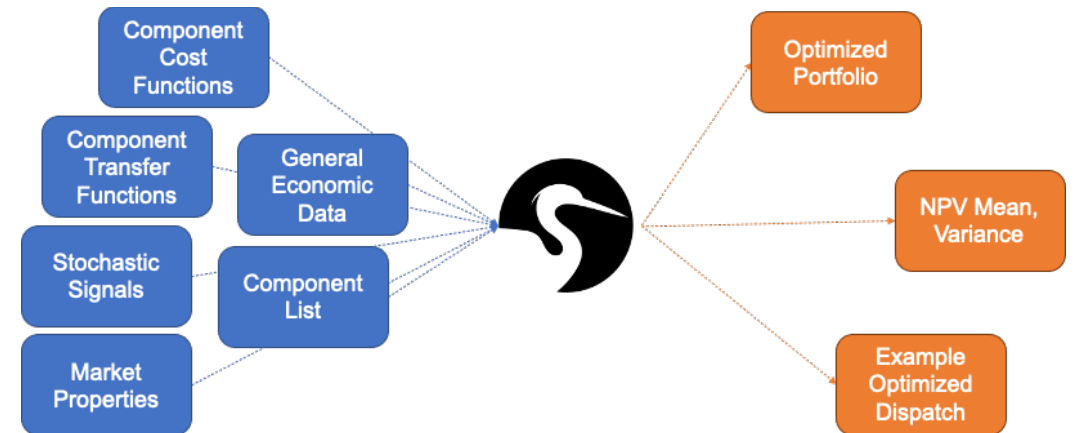 Component
Cost
Functions
Component
Transfer
Functions
General
Economic
Data
Stochastic
Signals
Component
List
Market
Properties
Optimized
Portfolio
NPV Mean,
Variance
Example
Optimized
Dispatch